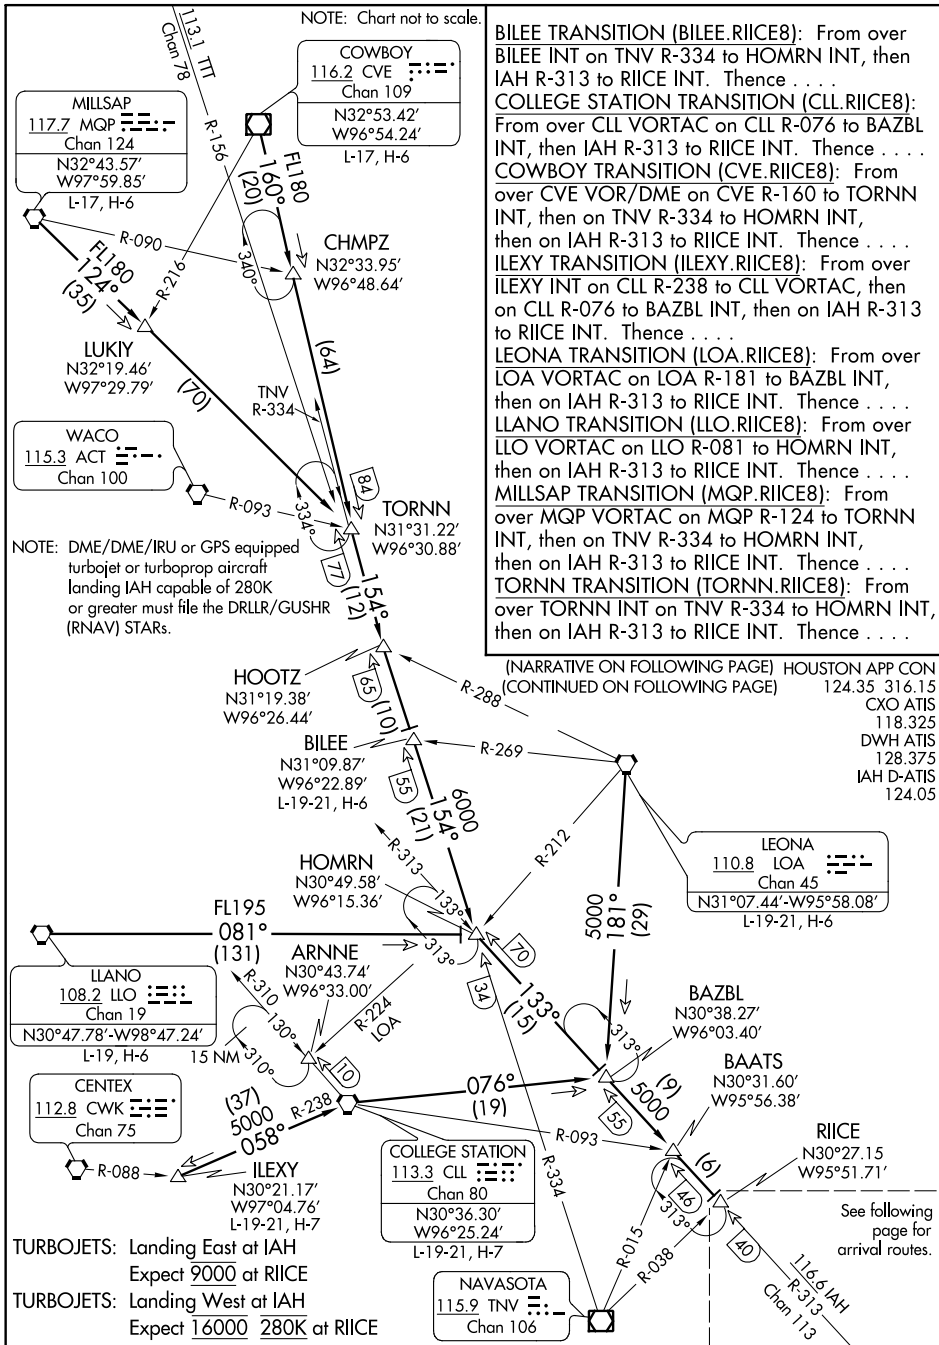 NOTE: Chart not to scale.
113.1 TTT
Chan 78
R-156
COWBOY
116.2 CVE
Chan 109
N32°53.42'
W96°54.24'
L-17, H-6
MILLSAP
117.7 MQP
Chan 124
N32°43.57'
W97°59.85'
L-17, H-6
FL180
160°
(20)
R-090
R-216
340°
CHMPZ
N32°33.95'
W96°48.64'
FL180
124°
(35)
LUKIY
N32°19.46'
W97°29.79'
(64)
(70)
TNV
R-334
WACO
115.3 ACT
Chan 100
R-093
334°
84
TORNN
N31°31.22'
W96°30.88'
77
154°
(12)
NOTE: DME/DME/IRU or GPS equipped
turbojet or turboprop aircraft
landing IAH capable of 280K
or greater must file the DRLLR/GUSHR
(RNAV) STARs.
BILEE TRANSITION (BILEE.RIICE8): From over
BILEE INT on TNV R-334 to HOMRN INT, then
IAH R-313 to RIICE INT. Thence . . . .
COLLEGE STATION TRANSITION (CLL.RIICE8):
From over CLL VORTAC on CLL R-076 to BAZBL
INT, then IAH R-313 to RIICE INT. Thence . . . .
COWBOY TRANSITION (CVE.RIICE8): From
over CVE VOR/DME on CVE R-160 to TORNN
INT, then on TNV R-334 to HOMRN INT,
then on IAH R-313 to RIICE INT. Thence . . . .
ILEXY TRANSITION (ILEXY.RIICE8): From over
ILEXY INT on CLL R-238 to CLL VORTAC, then
on CLL R-076 to BAZBL INT, then on IAH R-313
to RIICE INT. Thence . . . .
LEONA TRANSITION (LOA.RIICE8): From over
LOA VORTAC on LOA R-181 to BAZBL INT,
then on IAH R-313 to RIICE INT. Thence . . . .
LLANO TRANSITION (LLO.RIICE8): From over
LLO VORTAC on LLO R-081 to HOMRN INT,
then on IAH R-313 to RIICE INT. Thence . . . .
MILLSAP TRANSITION (MQP.RIICE8): From
over MQP VORTAC on MQP R-124 to TORNN
INT, then on TNV R-334 to HOMRN INT,
then on IAH R-313 to RIICE INT. Thence . . . .
TORNN TRANSITION (TORNN.RIICE8): From
over TORNN INT on TNV R-334 to HOMRN INT,
then on IAH R-313 to RIICE INT. Thence . . . .
(NARRATIVE ON FOLLOWING PAGE)
(CONTINUED ON FOLLOWING PAGE)
HOUSTON APP CON
124.35 316.15
CXO ATIS
118.325
DWH ATIS
128.375
IAH D-ATIS
124.05
HOOTZ
N31°19.38'
W96°26.44'
65
(10)
R-288
BILEE
N31°09.87'
W96°22.89'
L-19-21, H-6
R-269
55
6000
154°
(21)
R-212
LEONA
110.8 LOA
Chan 45
N31°07.44'-W95°58.08'
L-19-21, H-6
R-313
HOMRN
N30°49.58'
W96°15.36'
133°
313°
5000
181°
(29)
FL195
081°
(131)
LLANO
108.2 LLO
Chan 19
N30°47.78'-W98°47.24'
L-19, H-6
ARNNE
N30°43.74'
W96°33.00'
R-310
130°
310°
15 NM
R-224
LOA
70
34
133°
(15)
313°
BAZBL
N30°38.27'
W96°03.40'
10
CENTEX
112.8 CWK
Chan 75
R-088
(37)
5000
058°
R-238
076°
(19)
(9)
5000
55
BAATS
N30°31.60'
W95°56.38'
R-093
ILEXY
N30°21.17'
W97°04.76'
L-19-21, H-7
COLLEGE STATION
113.3 CLL
Chan 80
N30°36.30'
W96°25.24'
L-19-21, H-7
R-334
(6)
46
313°
RIICE
N30°27.15
W95°51.71'
See following
page for
arrival routes.
R-015
R-038
40
116.6 IAH
R-313
Chan 113
NAVASOTA
115.9 TNV
Chan 106
TURBOJETS: Landing East at IAH
Expect 9000 at RIICE
TURBOJETS: Landing West at IAH
Expect 16000 280K at RIICE